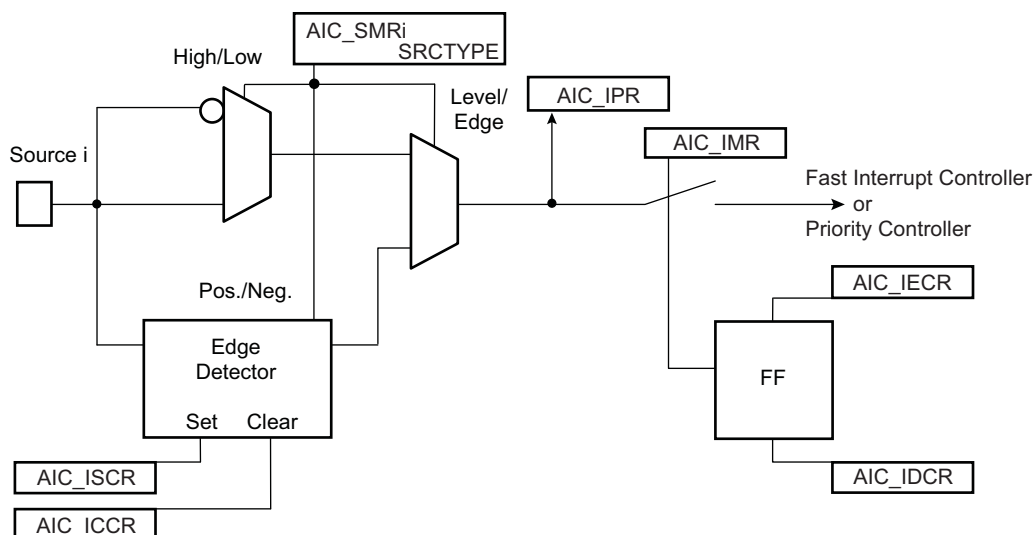 AIC_SMRi
SRCTYPE
High/Low
Level/
Edge
AIC_IPR
AIC_IMR
Source i
Fast Interrupt Controller
or
Priority Controller
Pos./Neg.
AIC_IECR
Edge
Detector
FF
Set Clear
AIC_ISCR
AIC_IDCR
AIC_ICCR